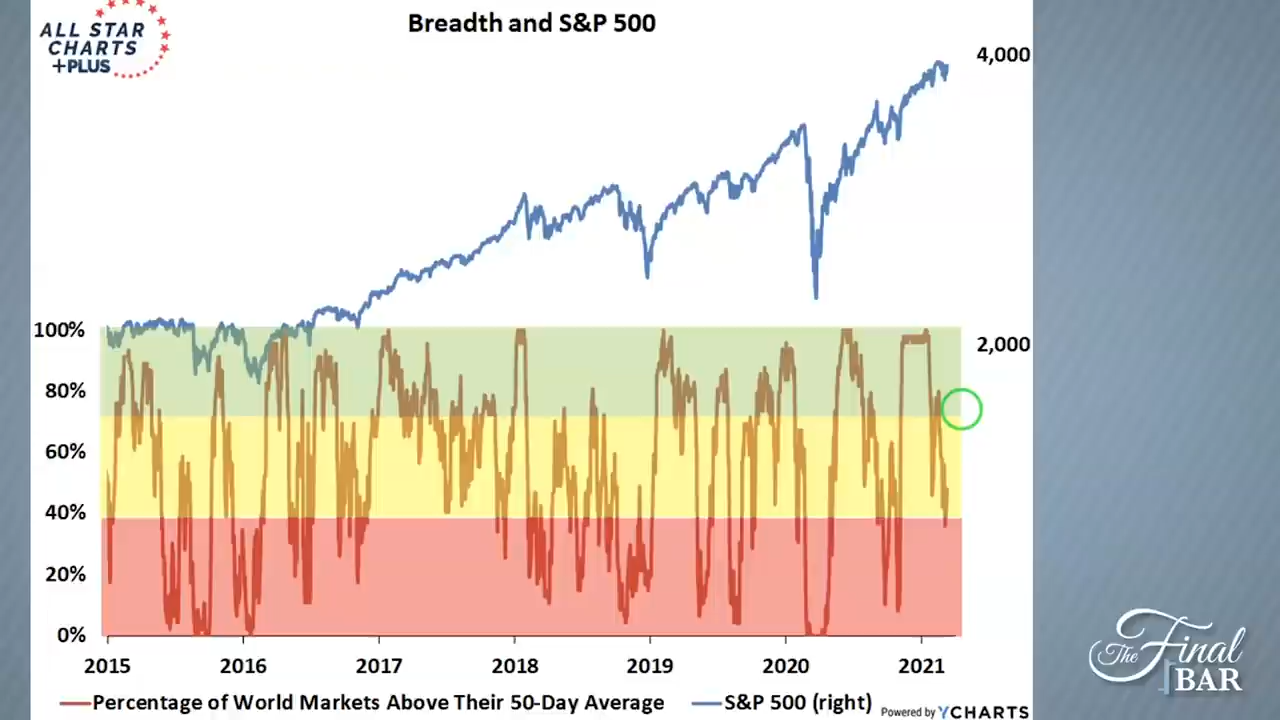 Breadth and S&P 500
ALL STAR
CHARTS
+PLUS
4,000
100%
2,000
80%
60%
40%
20%
0%
2015 2016 2017 2018 2019 2020 2021
Percentage of World Markets Above Their 50-Day Average S&P 500 (right)
Powered by YCHARTS
The Final
BAR